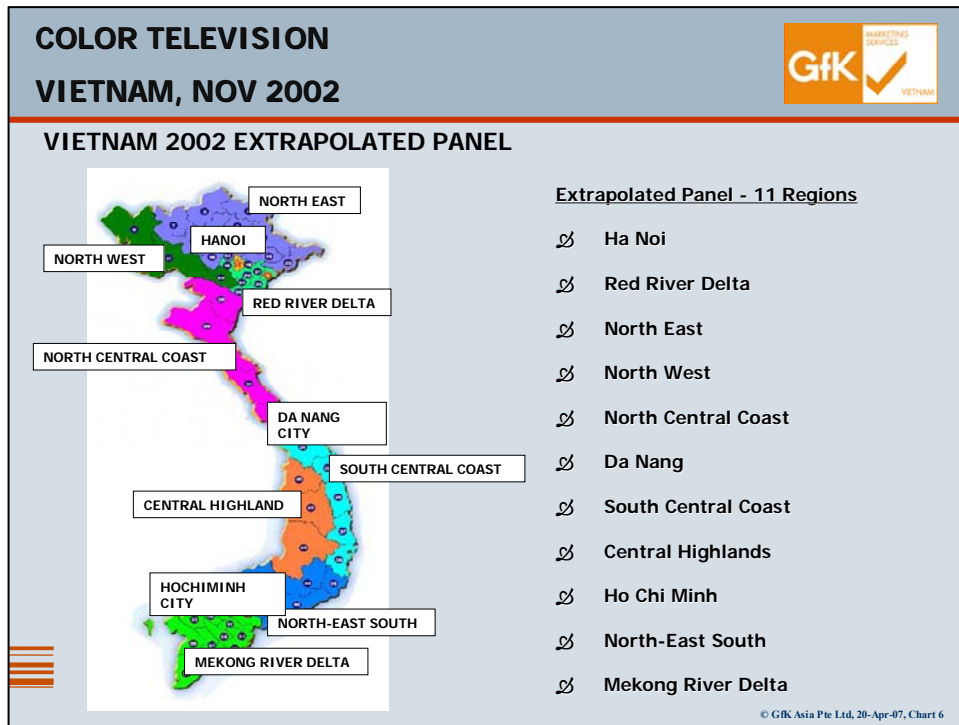 COLOR TELEVISION
VIETNAM, NOV 2002
GfK
MARKETING
SERVICES
VIETNAM
VIETNAM 2002 EXTRAPOLATED PANEL
NORTH EAST
HANOI
NORTH WEST
RED RIVER DELTA
NORTH CENTRAL COAST
DA NANG
CITY
SOUTH CENTRAL COAST
CENTRAL HIGHLAND
HOCHIMINH
CITY
NORTH-EAST SOUTH
MEKONG RIVER DELTA
Extrapolated Panel - 11 Regions
Ha Noi
Red River Delta
North East
North West
North Central Coast
Da Nang
South Central Coast
Central Highlands
Ho Chi Minh
North-East South
Mekong River Delta
© GfK Asia Pte Ltd, 20-Apr-07, Chart 6